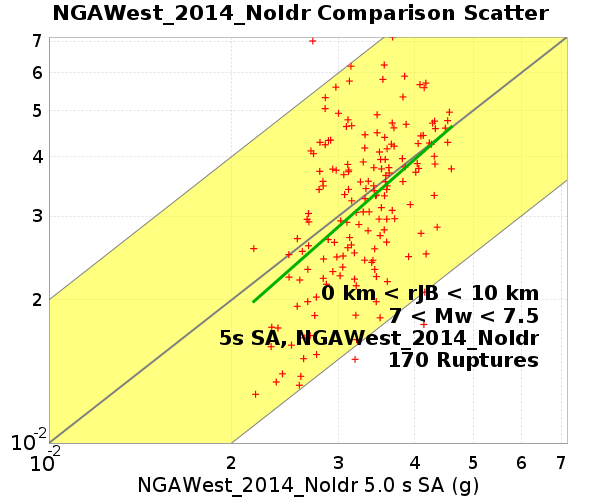 NGAWest_2014_NoIdr Comparison Scatter
7
6
5
4
3
2
10-2
0 km < rJB < 10 km
7 < Mw < 7.5
5s SA, NGAWest_2014_NoIdr
170 Ruptures
10-2 2 3 4 5 6 7
NGAWest_2014_NoIdr 5.0 s SA (g)